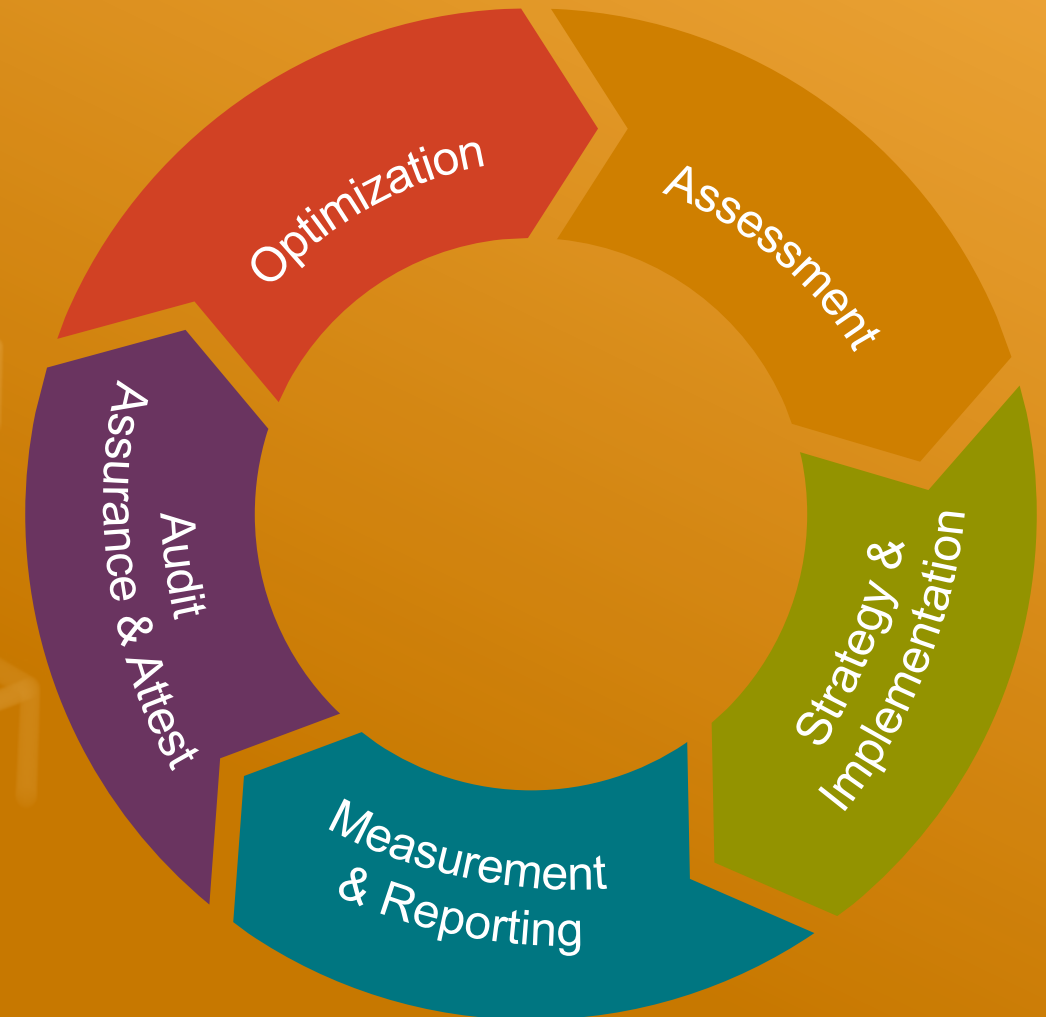 Optimization
Assessment
Strategy &
Implementation
Measurement
& Reporting
Audit
Assurance & Attest